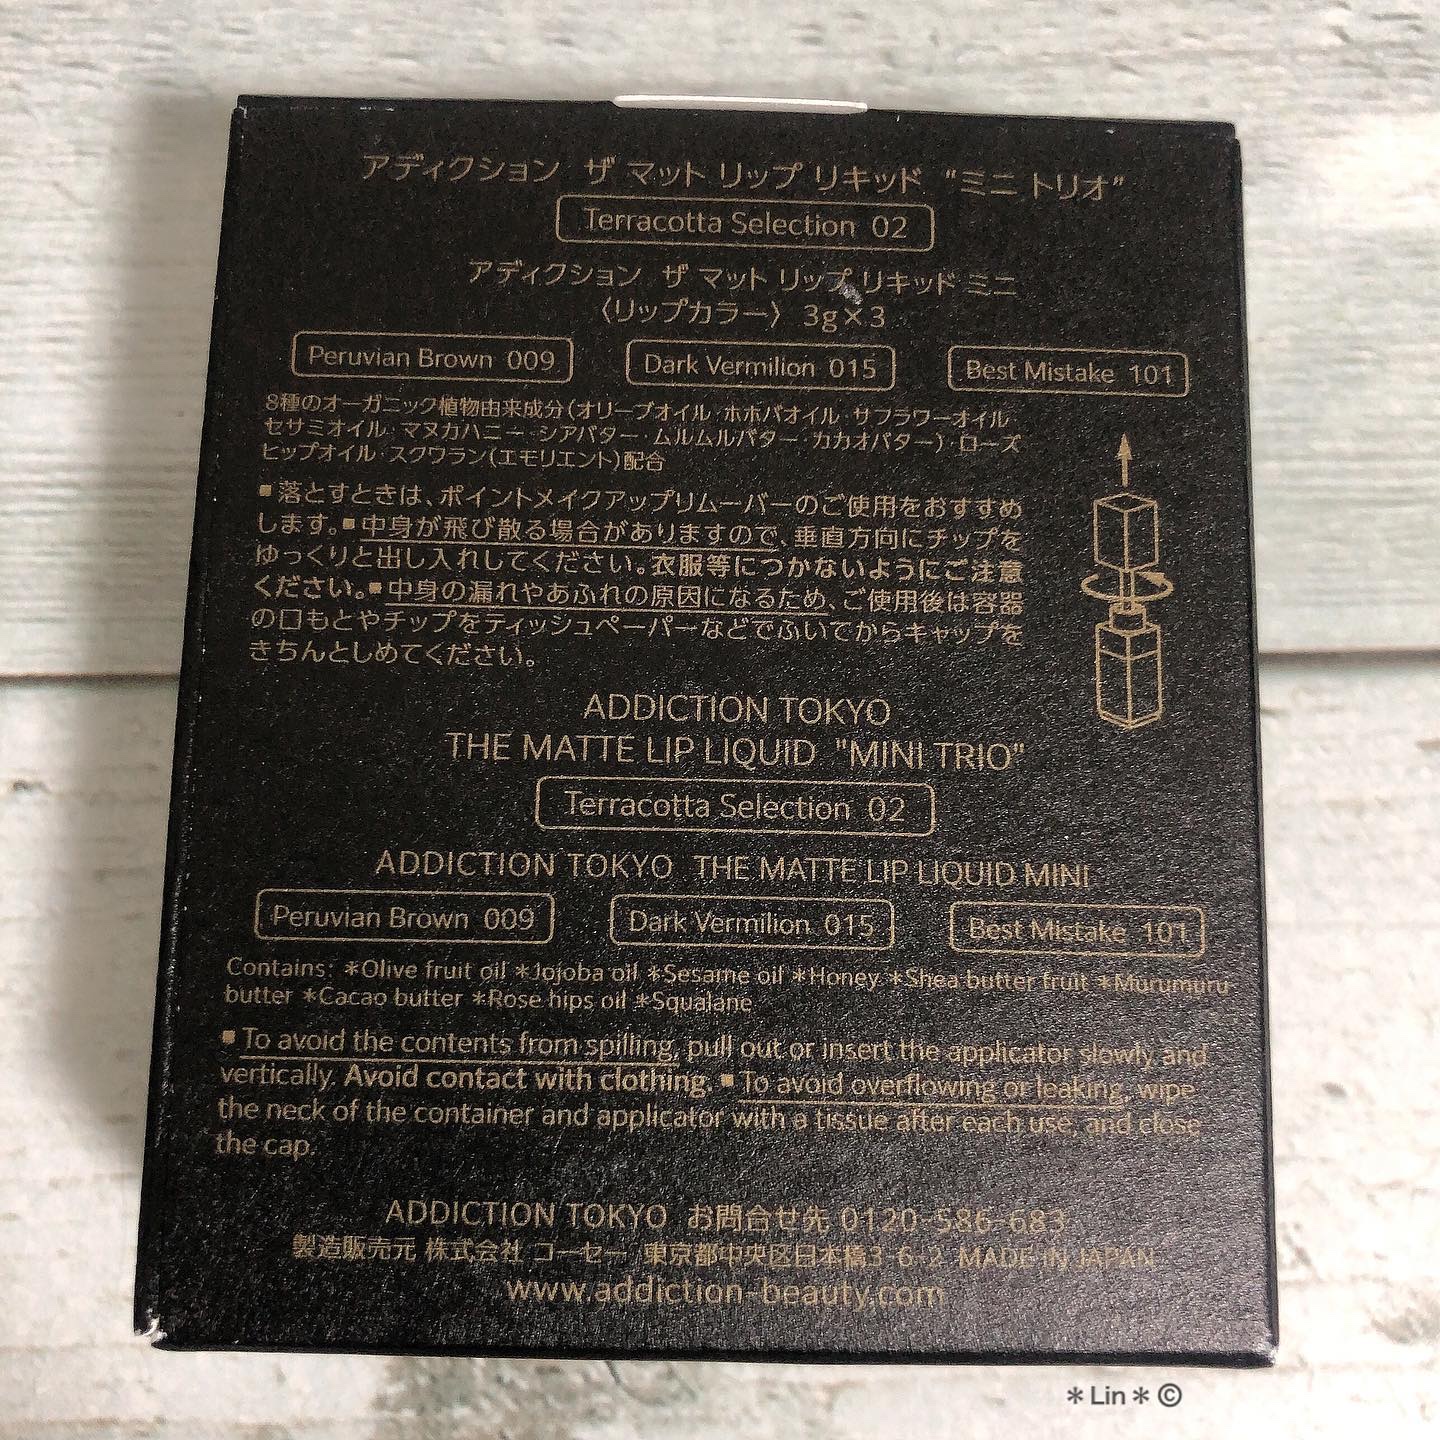 アディクション ザ マット リップ リキッド "ミニ トリオ"
Terracotta Selection 02
アディクション ザ マット リップ リキッド ミニ
〈リップカラー〉 3g×3
Peruvian Brown 009 Dark Vermilion 015 Best Mistake 101
8種のオーガニック植物由来成分(オリーブオイル・ホホバオイル・サフラワーオイル・
セサミオイル・マヌカハニー・シアバター・ムルムルバター・カカオバター)・ローズ
ヒップオイル・スクワラン(エモリエント)配合
■落とすときは、ポイントメイクアップリムーバーのご使用をおすすめ
します。■中身が飛び散る場合がありますので、垂直方向にチップを
ゆっくりと出し入れしてください。衣服等につかないようにご注意
ください。■中身の漏れやあふれの原因になるため、ご使用後は容器
の口もとやチップをティッシュペーパーなどでふいてからキャップを
きちんとしめてください。
ADDICTION TOKYO
THE MATTE LIP LIQUID "MINI TRIO"
Terracotta Selection 02
ADDICTION TOKYO THE MATTE LIP LIQUID MINI
Peruvian Brown 009 Dark Vermilion 015 Best Mistake 101
Contains: *Olive fruit oil *Jojoba oil *Sesame oil *Honey *Shea butter fruit *Murumuru
butter *Cacao butter *Rose hips oil *Squalane
■To avoid the contents from spilling, pull out or insert the applicator slowly and
vertically. Avoid contact with clothing. ■To avoid overflowing or leaking, wipe
the neck of the container and applicator with a tissue after each use, and close
the cap.
ADDICTION TOKYO お問合せ先 0120-586-683
製造販売元 株式会社 コーセー 東京都中央区日本橋3-6-2 MADE IN JAPAN
www.addiction-beauty.com
*Lin*©